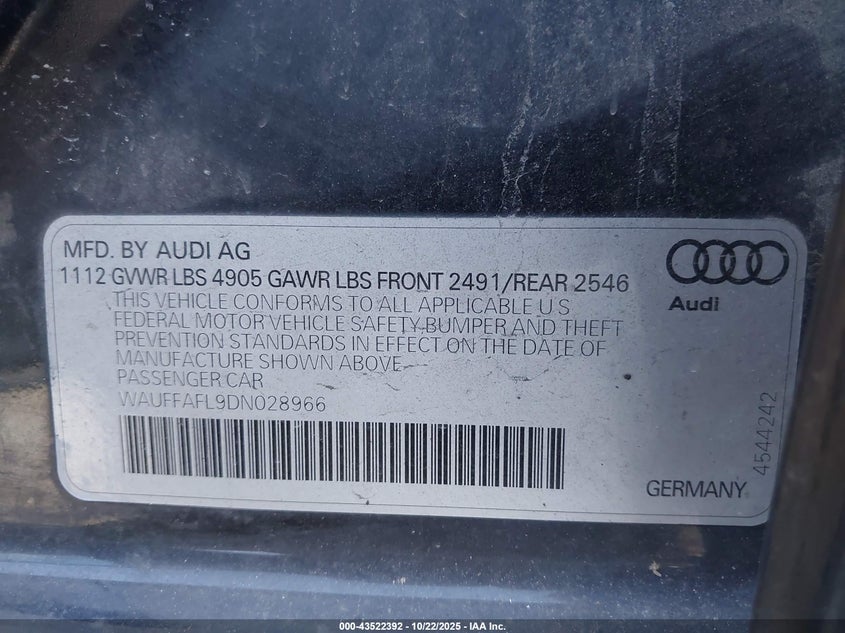 MFD. BY AUDI AG
1112 GVWR LBS 4905 GAWR LBS FRONT 2491/REAR 2546
THIS VEHICLE CONFORMS TO ALL APPLICABLE U.S.
FEDERAL MOTOR VEHICLE SAFETY,BUMPER AND THEFT
PREVENTION STANDARDS IN EFFECT ON THE DATE OF
MANUFACTURE SHOWN ABOVE.
PASSENGER CAR
WAUFFAFL9DN028966
Audi
4544242
GERMANY
000-43522392 - 10/22/2025 - IAA Inc.